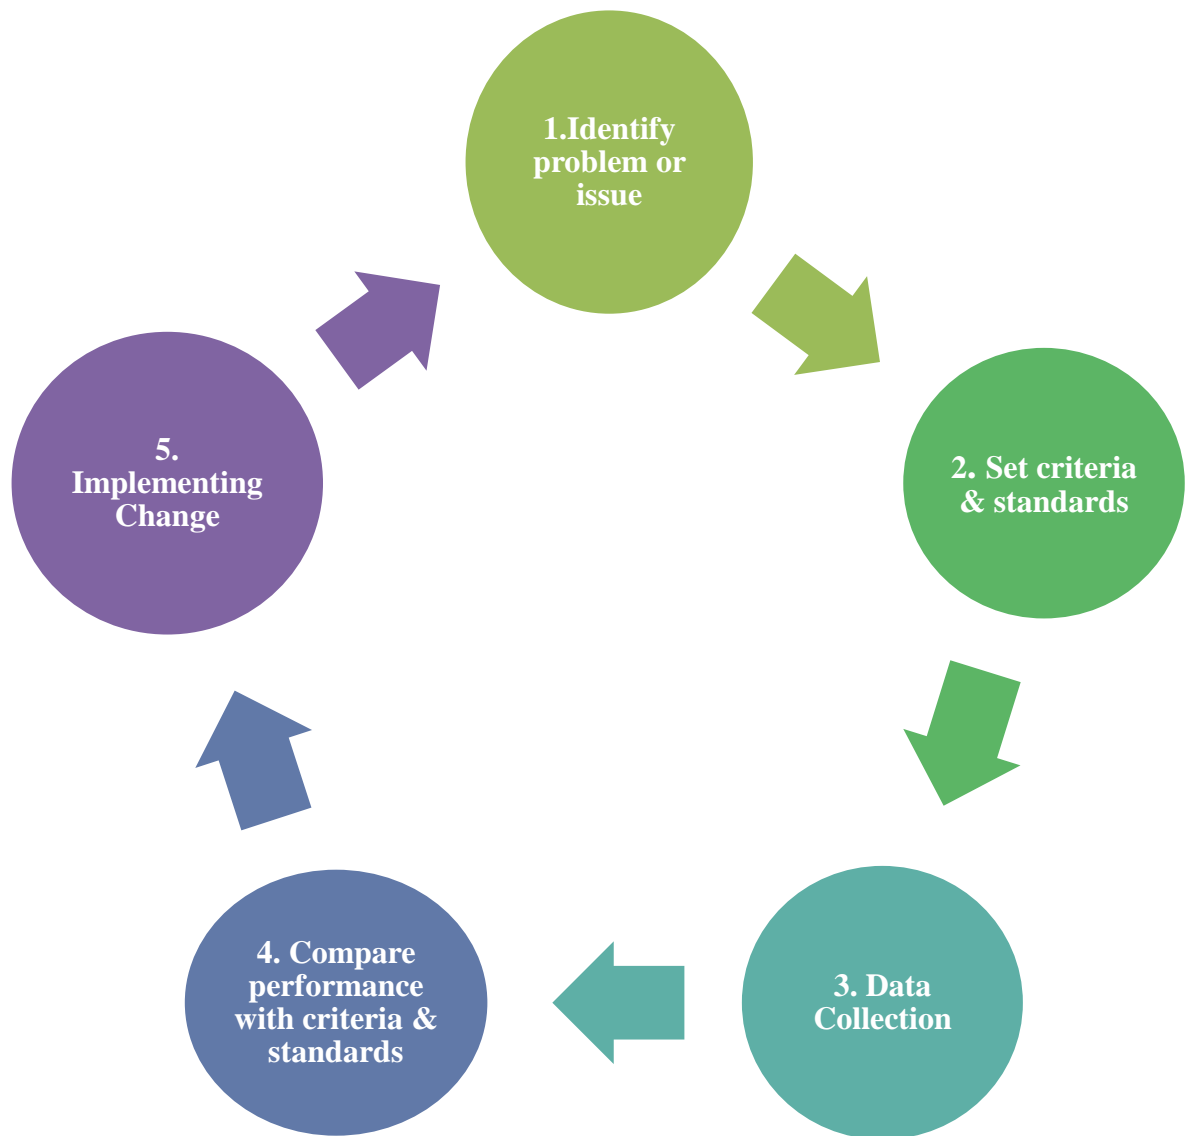 1.Identify
problem or
issue
2. Set criteria
& standards
3. Data
Collection
4. Compare
performance
with criteria &
standards
5.
Implementing
Change